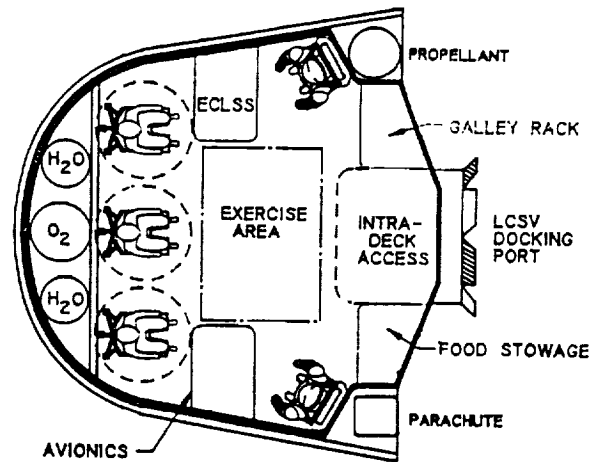 PROPELLANT
ECLSS
GALLEY RACK
H2O
O2
H2O
EXERCISE
AREA
INTRA-
DECK
ACCESS
LCSV
DOCKING
PORT
FOOD STOWAGE
PARACHUTE
AVIONICS